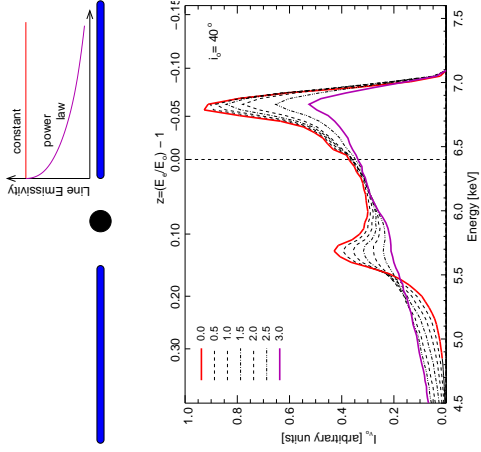 Line Emissivity
constant
power
law
z=(Eₑ/Eₒ) − 1
0.30 0.20 0.10 0.00 −0.05 −0.10 −0.15
iₒ= 40°
0.0
0.5
1.0
1.5
2.0
2.5
3.0
I_νₒ [arbitrary units]
1.0
0.8
0.6
0.4
0.2
0.0
4.5 5.0 5.5 6.0 6.5 7.0 7.5
Energy [keV]